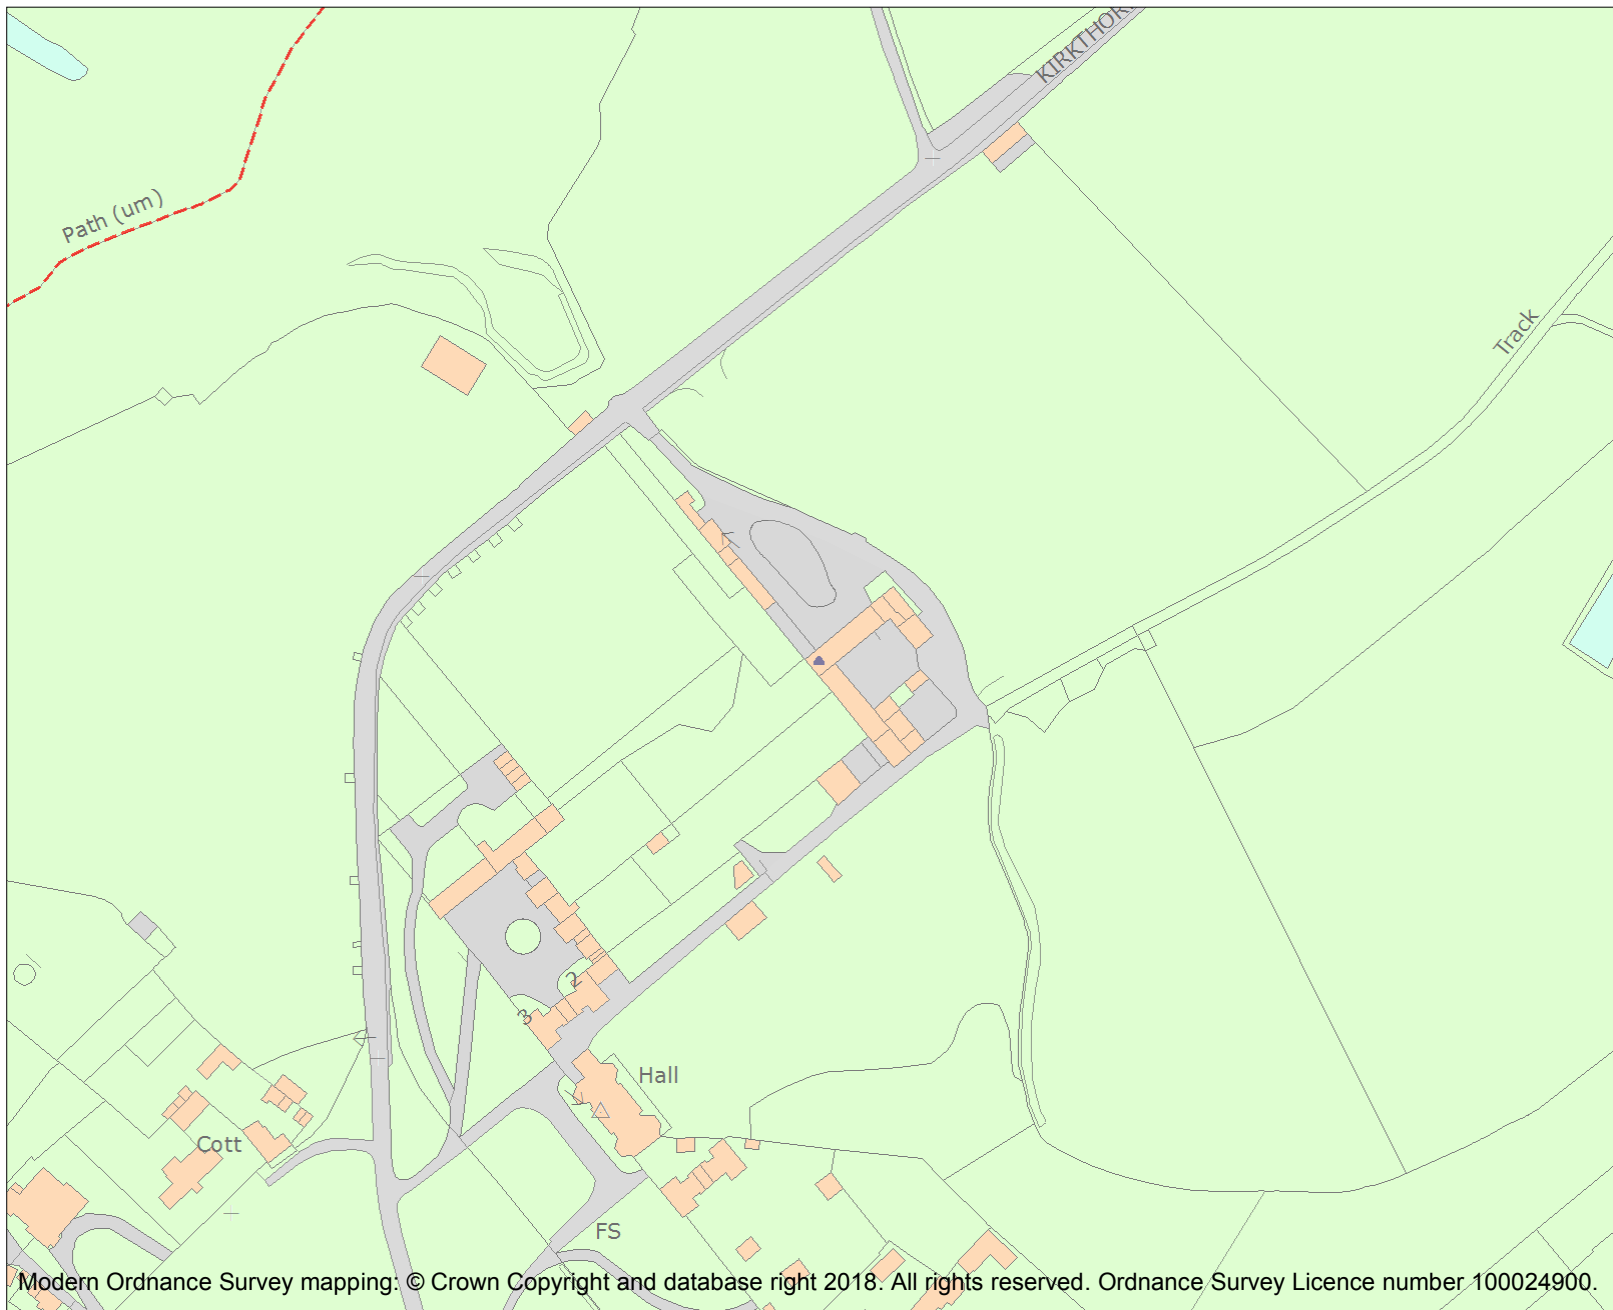 KIRKTHOR
Path (um)
Track
2
3
Hall
Cott
FS
Modern Ordnance Survey mapping: © Crown Copyright and database right 2018. All rights reserved. Ordnance Survey Licence number 100024900.